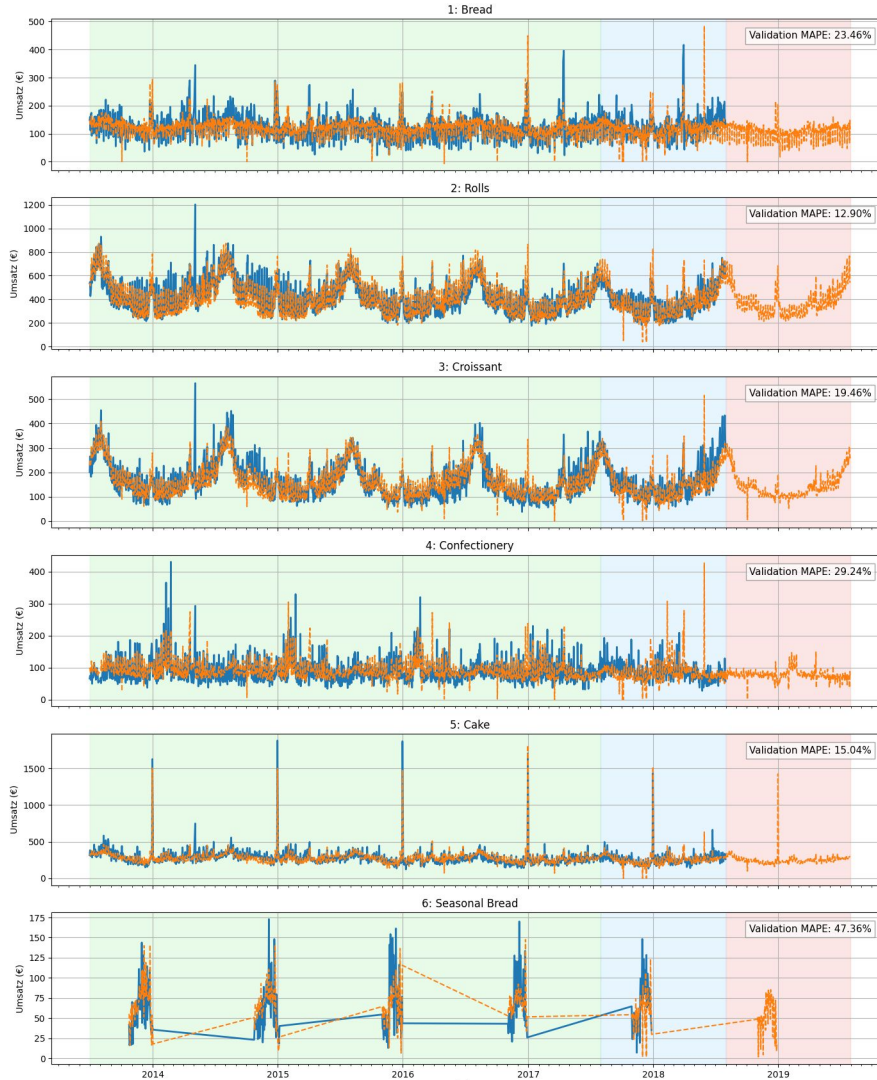 1: Bread
Validation MAPE: 23.46%
Umsatz (€)
500
400
300
200
100
0
2: Rolls
Validation MAPE: 12.90%
Umsatz (€)
1200
1000
800
600
400
200
0
3: Croissant
Validation MAPE: 19.46%
Umsatz (€)
500
400
300
200
100
0
4: Confectionery
Validation MAPE: 29.24%
Umsatz (€)
400
300
200
100
0
5: Cake
Validation MAPE: 15.04%
Umsatz (€)
1500
1000
500
0
6: Seasonal Bread
Validation MAPE: 47.36%
Umsatz (€)
175
150
125
100
75
50
25
0
2014 2015 2016 2017 2018 2019